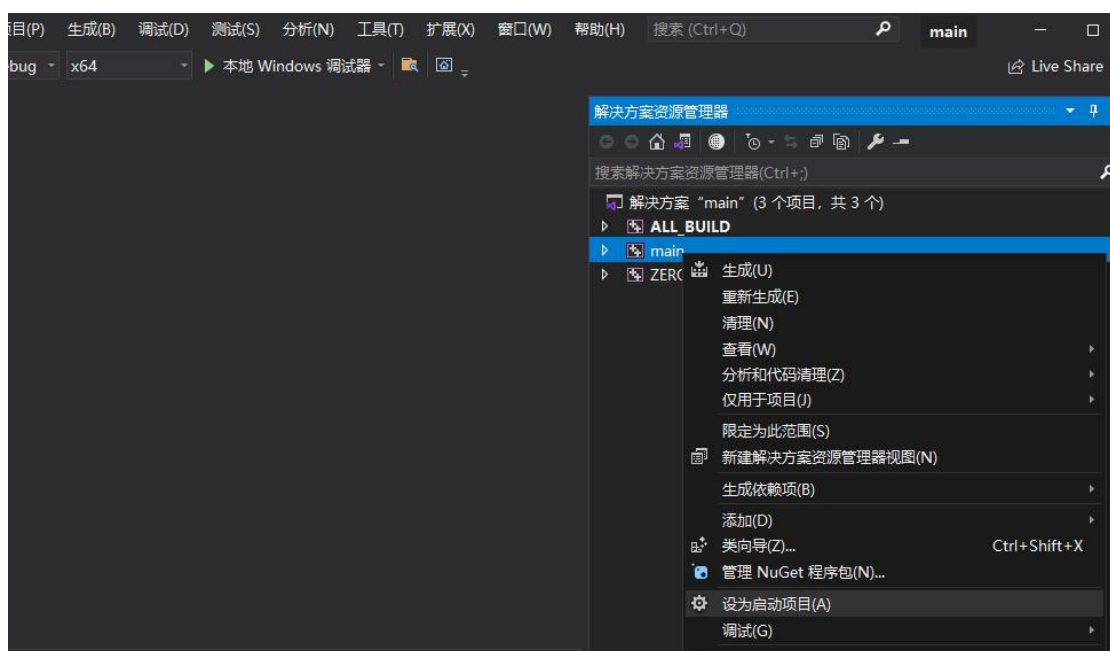 项目(P) 生成(B) 调试(D) 测试(S) 分析(N) 工具(T) 扩展(X) 窗口(W) 帮助(H) 搜索 (Ctrl+Q) main
bug x64 本地 Windows 调试器 Live Share
解决方案资源管理器
搜索解决方案资源管理器(Ctrl+;)
解决方案 "main" (3 个项目，共 3 个)
ALL_BUILD
main
ZERO
生成(U)
重新生成(E)
清理(N)
查看(W)
分析和代码清理(Z)
仅用于项目(J)
限定为此范围(S)
新建解决方案资源管理器视图(N)
生成依赖项(B)
添加(D)
类向导(Z)... Ctrl+Shift+X
管理 NuGet 程序包(N)...
设为启动项目(A)
调试(G)